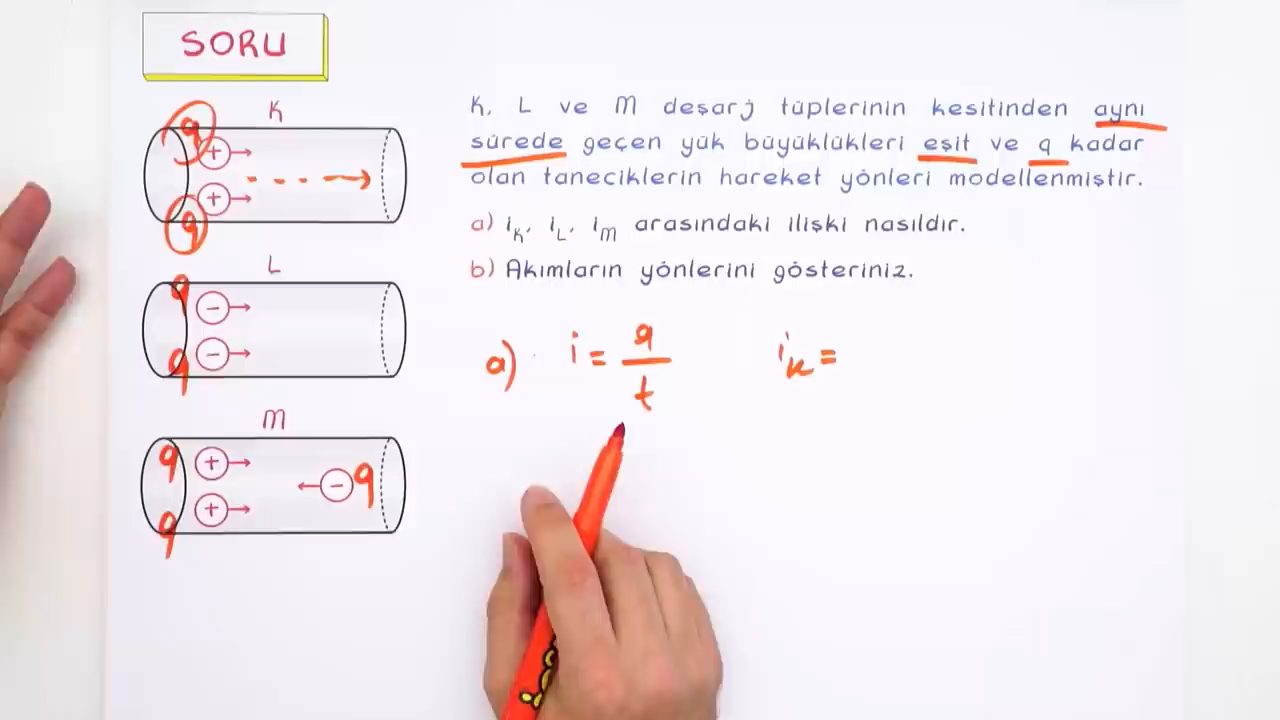 SORU
K, L ve M deşarj tüplerinin kesitinden aynı
sürede geçen yük büyüklükleri eşit ve q kadar
olan taneciklerin hareket yönleri modellenmiştir.
a) iK, iL, iM arasındaki ilişki nasıldır.
b) Akımların yönlerini gösteriniz.
K
q
+
+
q
L
q
−
−
q
M
q
+
− q
+
q
a) i = q/t
iK =